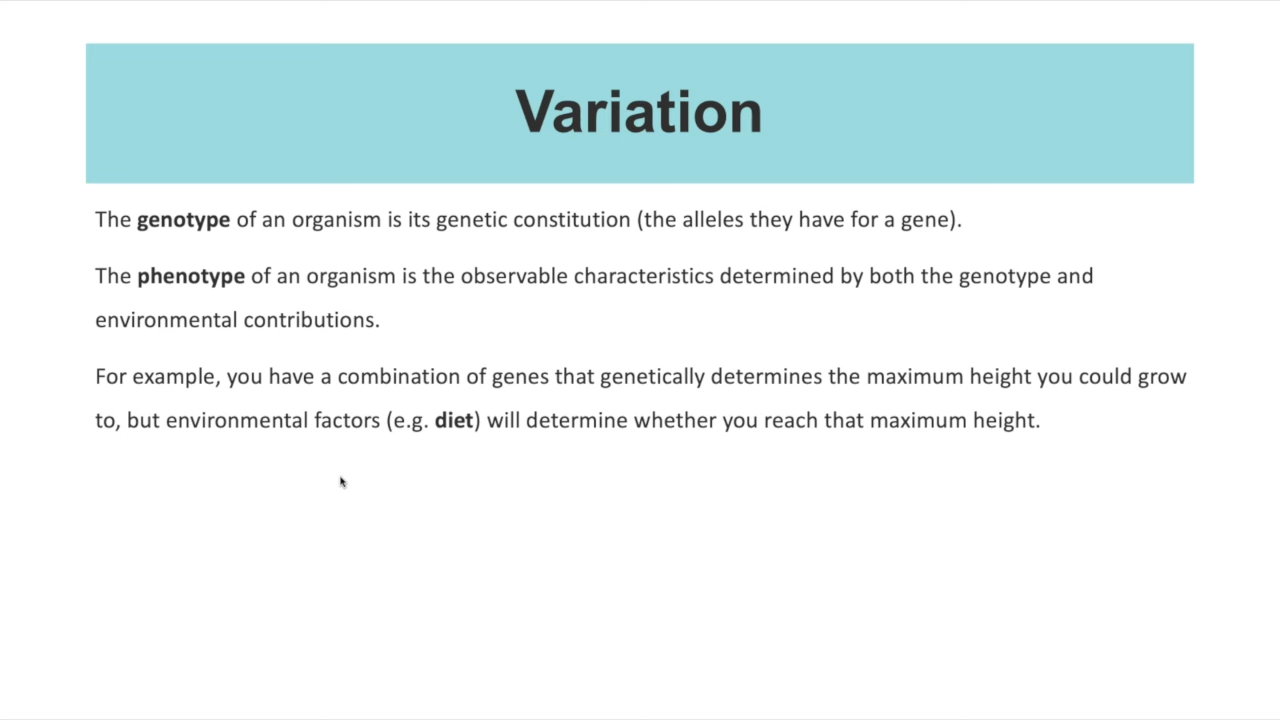 Variation
The genotype of an organism is its genetic constitution (the alleles they have for a gene).
The phenotype of an organism is the observable characteristics determined by both the genotype and
environmental contributions.
For example, you have a combination of genes that genetically determines the maximum height you could grow
to, but environmental factors (e.g. diet) will determine whether you reach that maximum height.